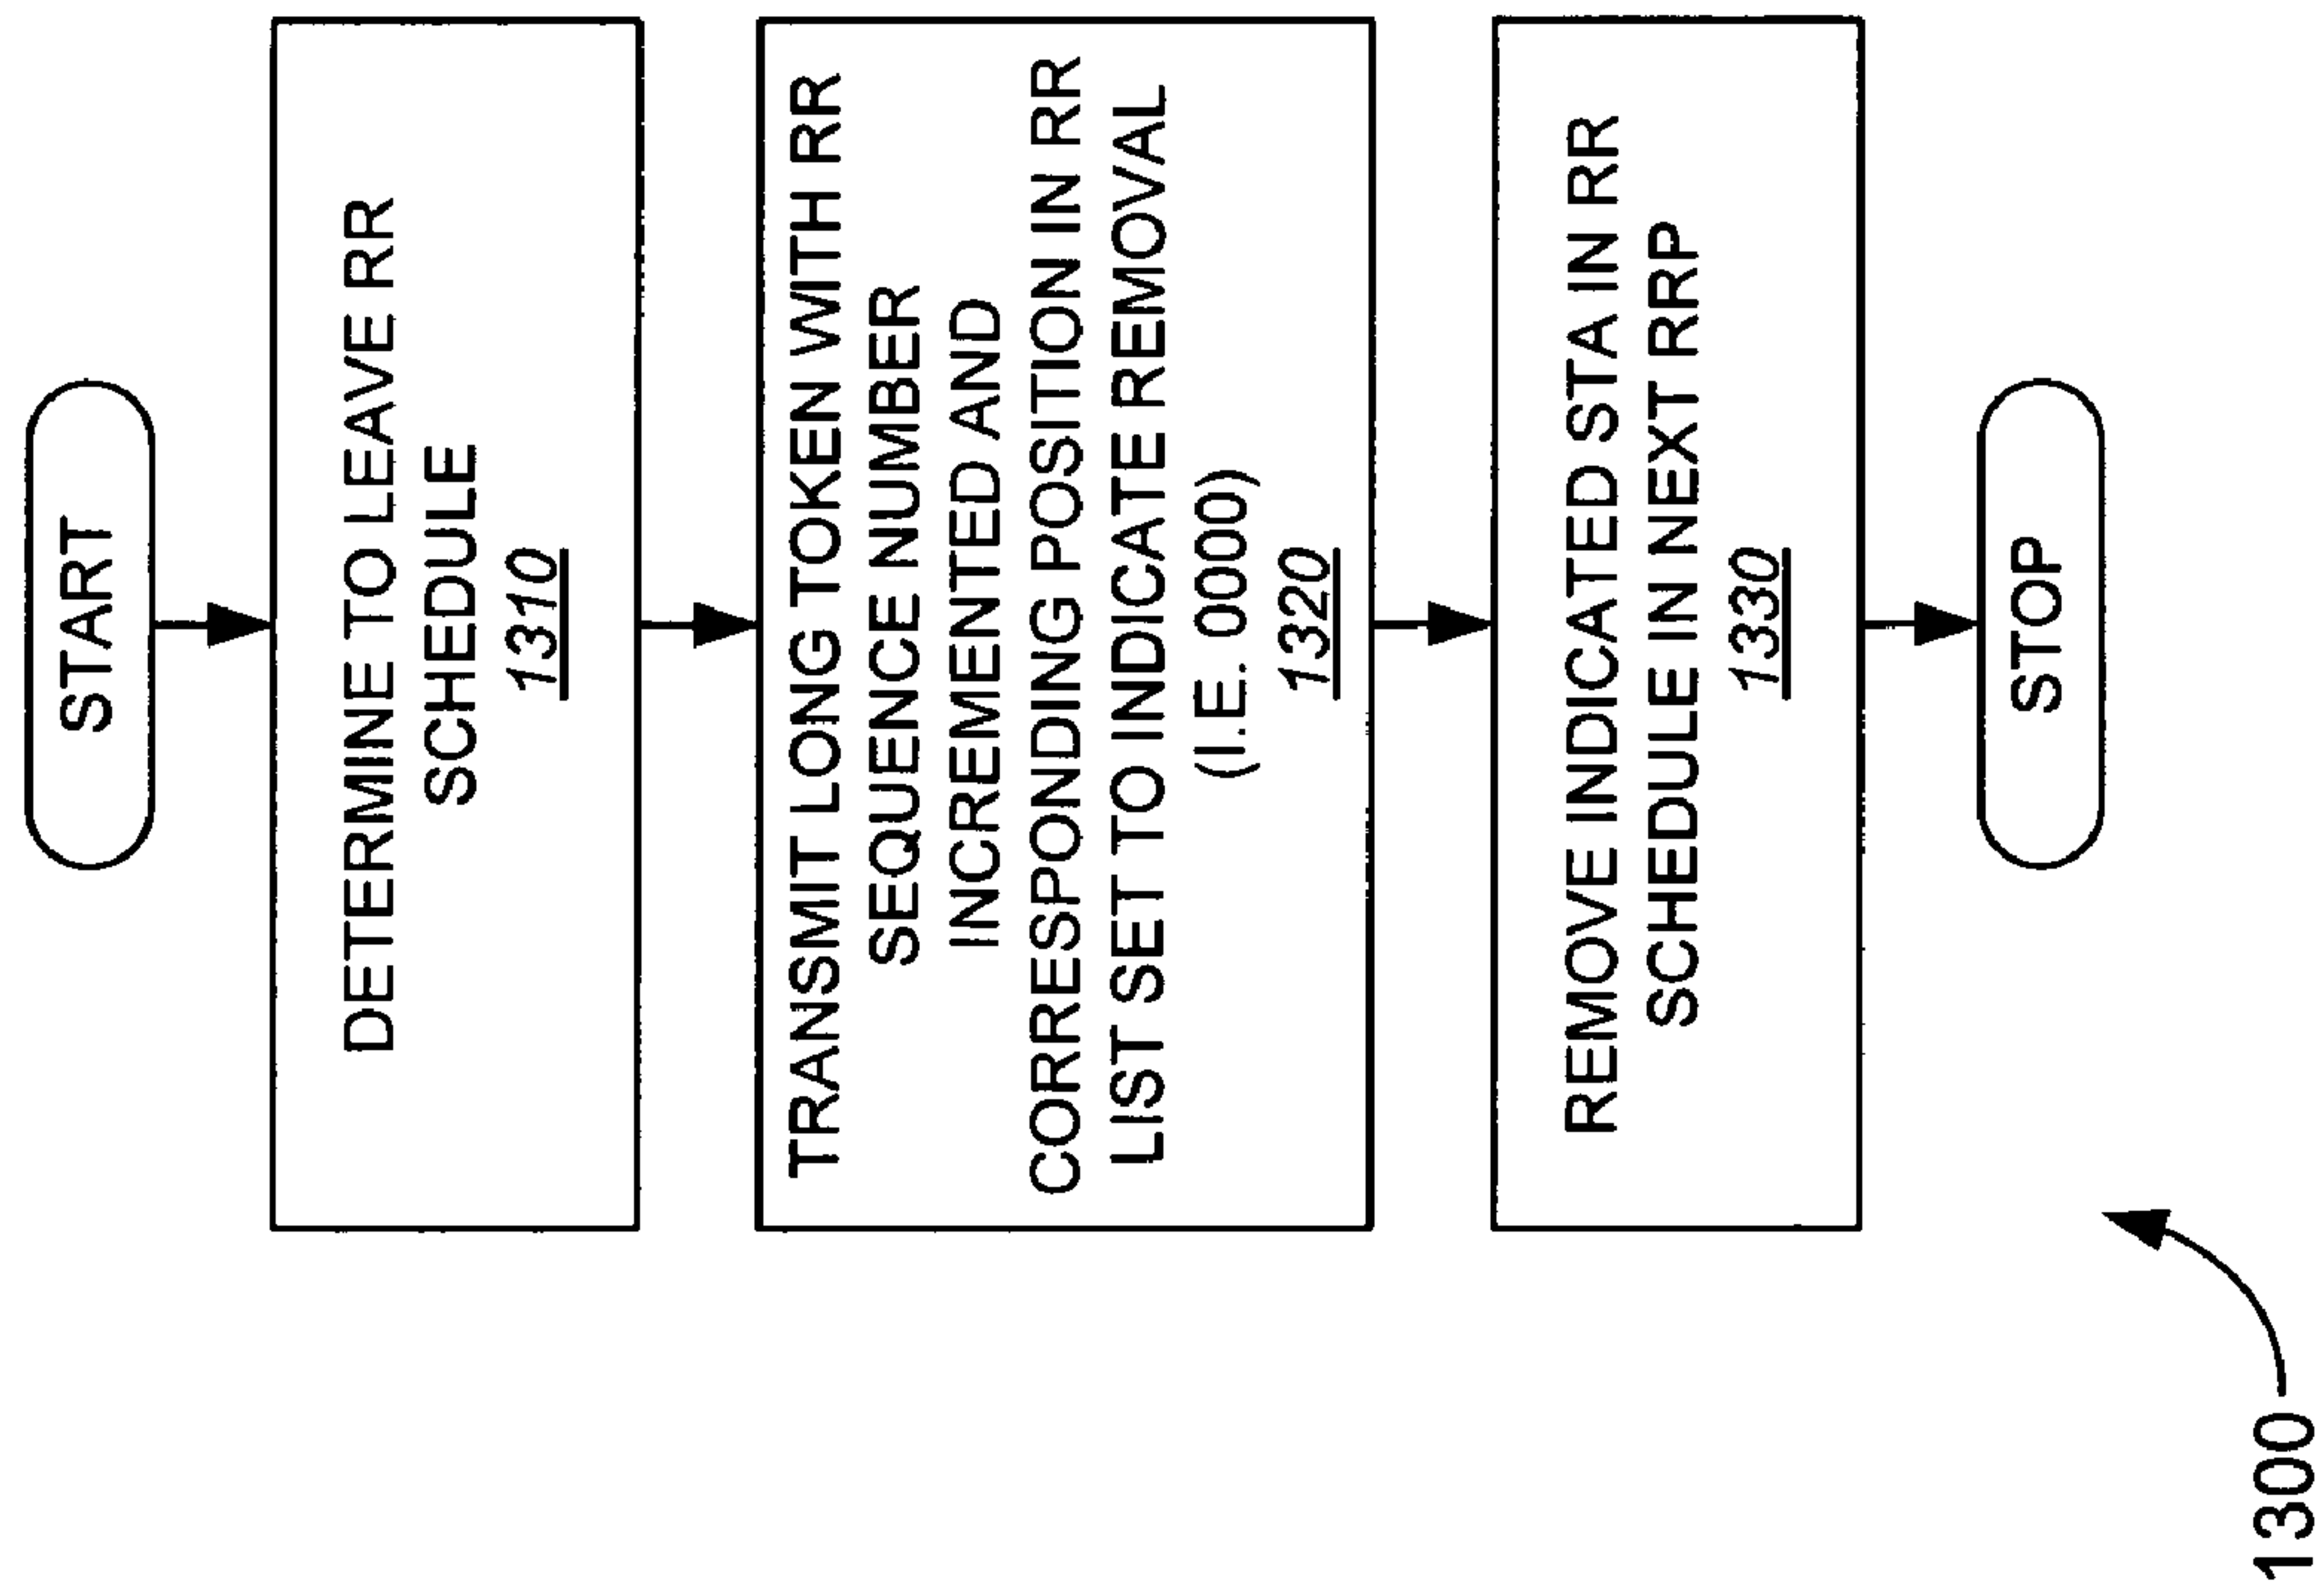 START
DETERMINE TO LEAVE RR
SCHEDULE
1310
TRANSMIT LONG TOKEN WITH RR
SEQUENCE NUMBER
INCREMENTED AND
CORRESPONDING POSITION IN RR
LIST SET TO INDICATE REMOVAL
(I.E. 0000)
1320
REMOVE INDICATED STA IN RR
SCHEDULE IN NEXT RRP
1330
STOP
1300